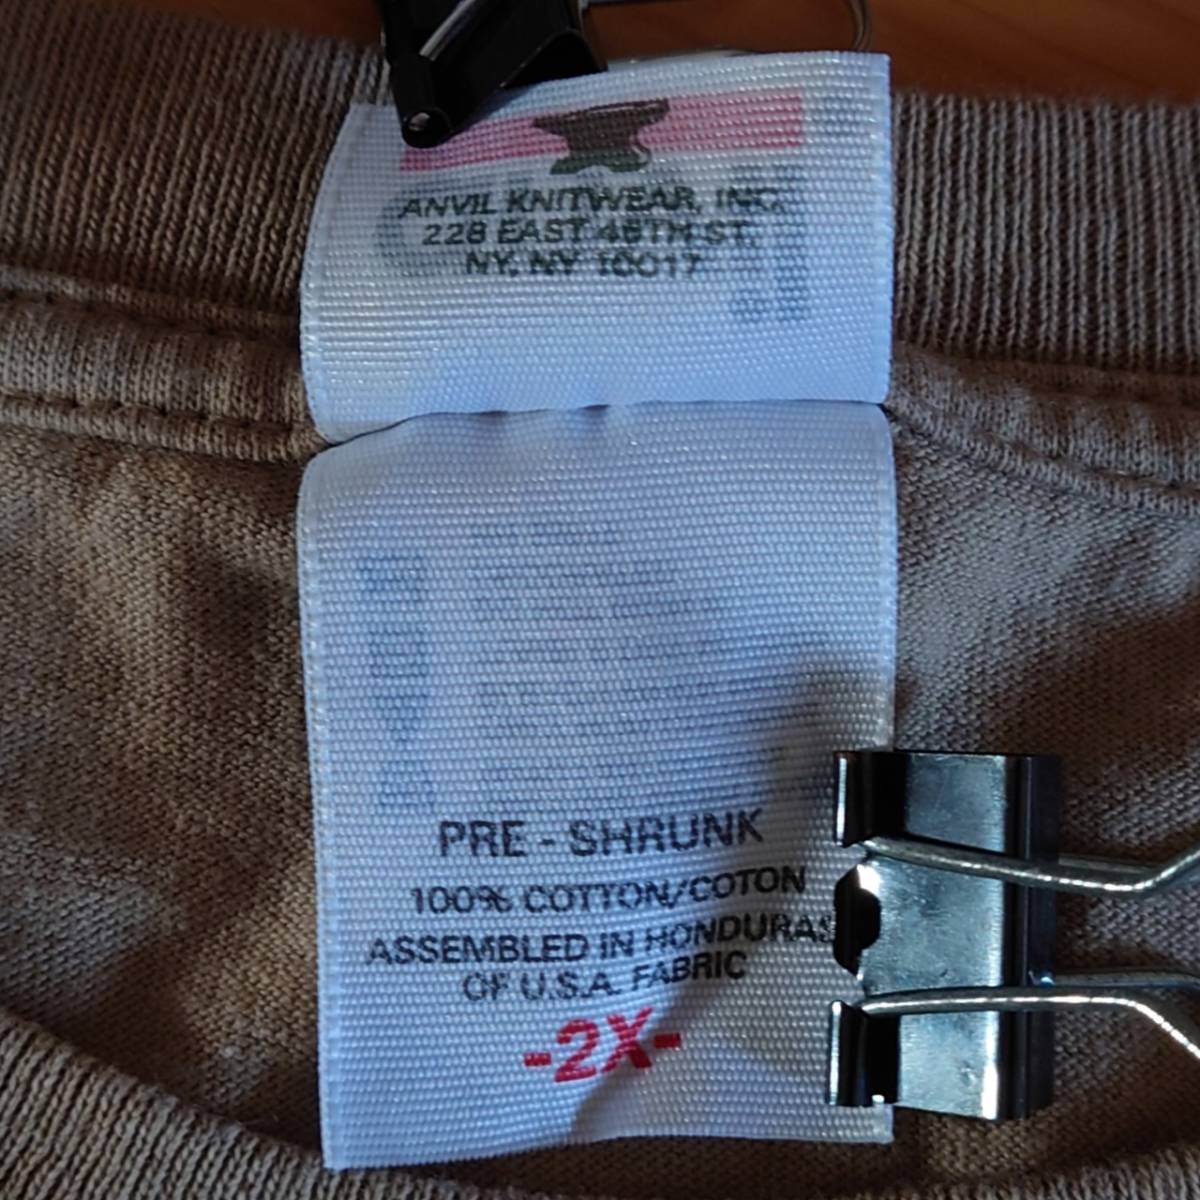 ANVIL KNITWEAR, INC.
228 EAST 45TH ST.
NY, NY 10017
PRE - SHRUNK
100% COTTON/COTON
ASSEMBLED IN HONDURAS
OF U.S.A. FABRIC
-2X-